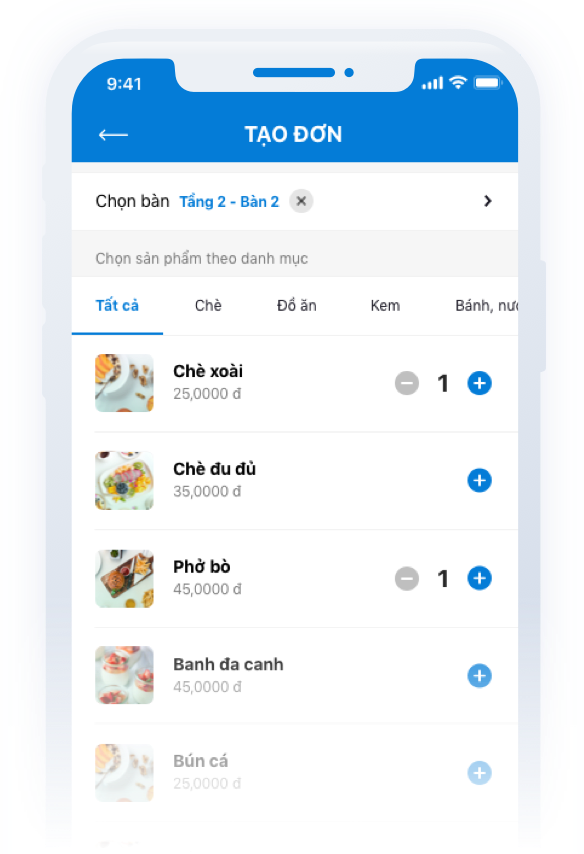 9:41
TẠO ĐƠN
Chọn bàn Tầng 2 - Bàn 2
Chọn sản phẩm theo danh mục
Tất cả Chè Đồ ăn Kem Bánh, nướ
Chè xoài
25,0000 đ
1
Chè đu đủ
35,0000 đ
Phở bò
45,0000 đ
1
Banh đa canh
45,0000 đ
Bún cá
25,0000 đ